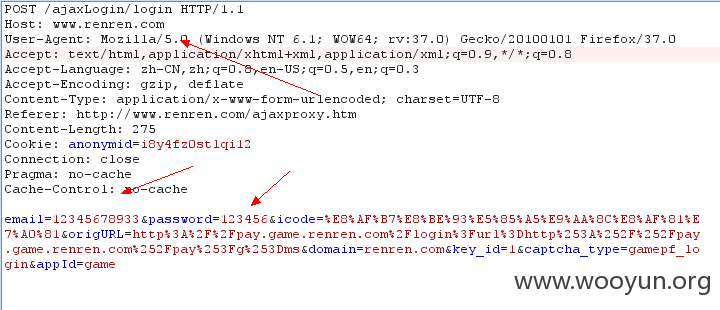 POST /ajaxLogin/login HTTP/1.1
Host: www.renren.com
User-Agent: Mozilla/5.0 (Windows NT 6.1; WOW64; rv:37.0) Gecko/20100101 Firefox/37.0
Accept: text/html,application/xhtml+xml,application/xml;q=0.9,*/*;q=0.8
Accept-Language: zh-CN,zh;q=0.8,en-US;q=0.5,en;q=0.3
Accept-Encoding: gzip, deflate
Content-Type: application/x-www-form-urlencoded; charset=UTF-8
Referer: http://www.renren.com/ajaxproxy.htm
Content-Length: 275
Cookie: anonymid=i8y4fz0stlqi12
Connection: close
Pragma: no-cache
Cache-Control: no-cache
email=12345678933&password=123456&icode=%E8%AF%B7%E8%BE%93%E5%85%A5%E9%AA%8C%E8%AF%81%E
7%A0%81&origURL=http%3A%2F%2Fpay.game.renren.com%2Flogin%3Furl%3Dhttp%253A%252F%252Fpay
.game.renren.com%252Fpay%253Fg%253Dms&domain=renren.com&key_id=1&captcha_type=gamepf_lo
gin&appId=game
www.wooyun.org